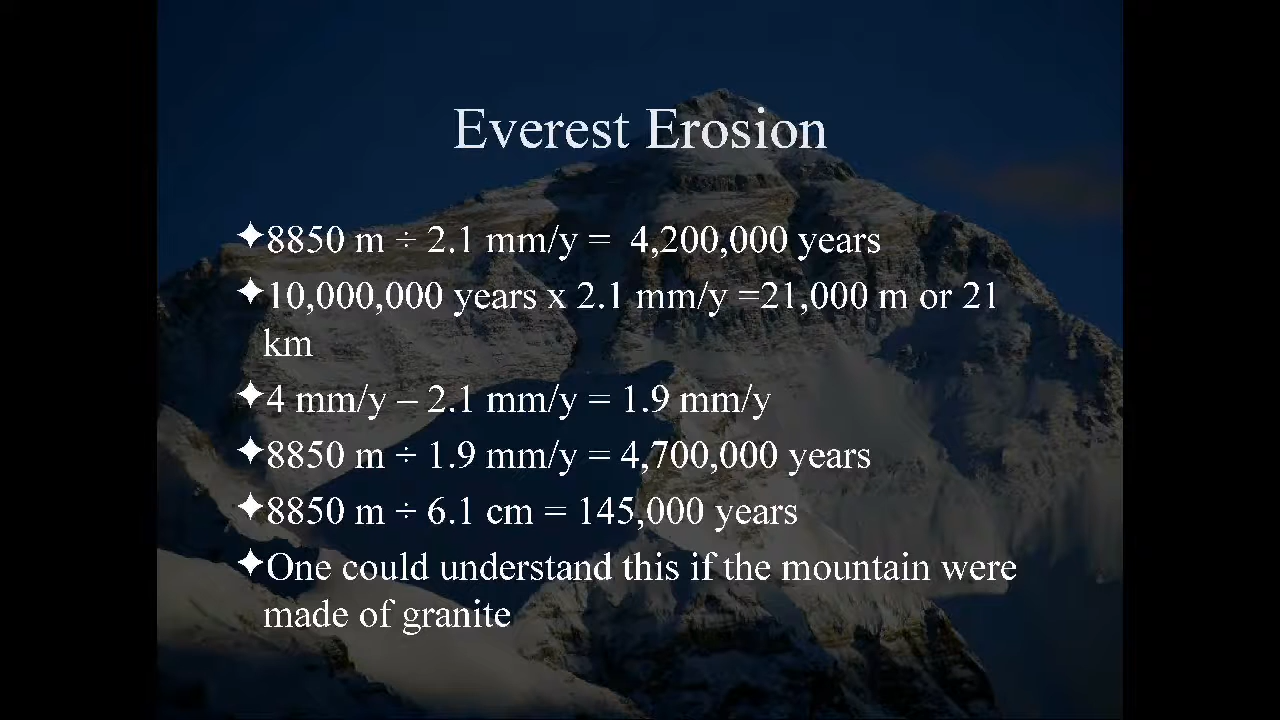 Everest Erosion
✦8850 m ÷ 2.1 mm/y =  4,200,000 years
✦10,000,000 years x 2.1 mm/y =21,000 m or 21
km
✦4 mm/y – 2.1 mm/y = 1.9 mm/y
✦8850 m ÷ 1.9 mm/y = 4,700,000 years
✦8850 m ÷ 6.1 cm = 145,000 years
✦One could understand this if the mountain were
made of granite